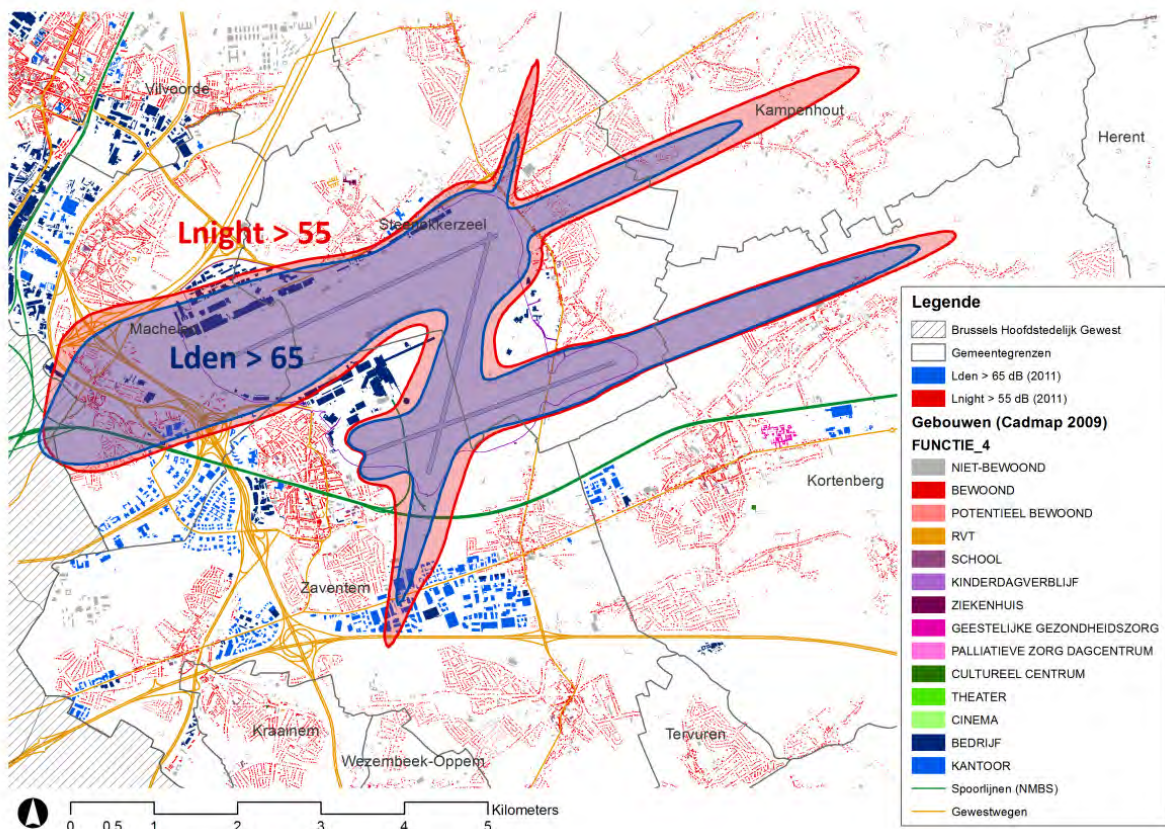 Vilvoorde
Kampenhout
Herent
Lnight > 55
Steenokkerzeel
Machelen
Lden > 65
Kortenberg
Zaventem
Kraainem
Wezembeek-Oppem
Tervuren
Kilometers
0 0.5 1 2 3 4 5
Legende
Brussels Hoofdstedelijk Gewest
Gemeentegrenzen
Lden > 65 dB (2011)
Lnight > 55 dB (2011)
Gebouwen (Cadmap 2009)
FUNCTIE_4
NIET-BEWOOND
BEWOOND
POTENTIEEL BEWOOND
RVT
SCHOOL
KINDERDAGVERBLIJF
ZIEKENHUIS
GEESTELIJKE GEZONDHEIDSZORG
PALLIATIEVE ZORG DAGCENTRUM
CULTUREEL CENTRUM
THEATER
CINEMA
BEDRIJF
KANTOOR
Spoorlijnen (NMBS)
Gewestwegen